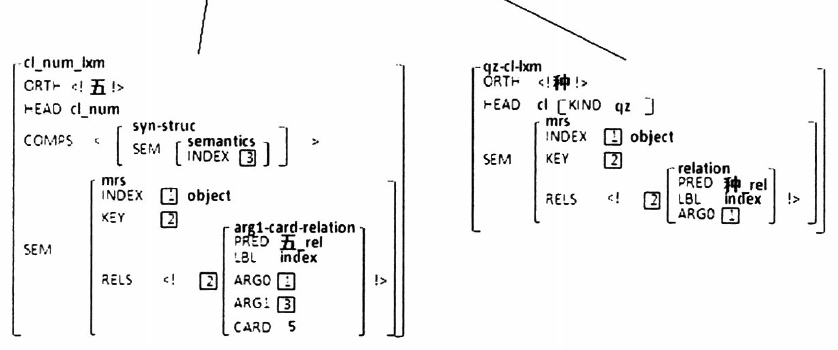 cl_num_lxm
ORTH <! 五 !>
HEAD cl_num
COMPS < syn-struc
SEM semantics
INDEX 3 >
SEM mrs
INDEX 1 object
KEY 2
RELS <! 2 arg1-card-relation
PRED 五_rel
LBL index
ARG0 1
ARG1 3
CARD 5 !>
qz-cl-lxm
ORTH <! 种 !>
HEAD cl [KIND qz ]
SEM mrs
INDEX 1 object
KEY 2
RELS <! 2 relation
PRED 种_rel
LBL index
ARG0 1 !>